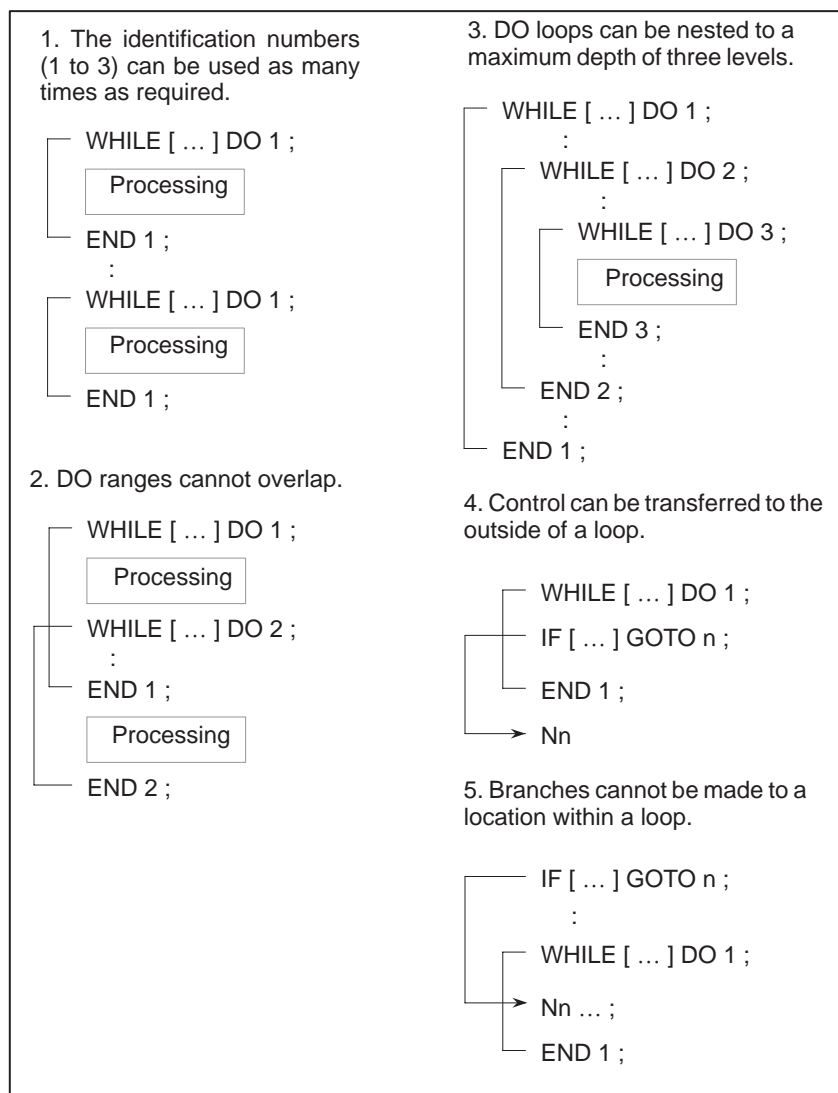 1. The identification numbers
(1 to 3) can be used as many
times as required.
WHILE [ … ] DO 1 ;
Processing
END 1 ;
:
WHILE [ … ] DO 1 ;
Processing
END 1 ;
2. DO ranges cannot overlap.
WHILE [ … ] DO 1 ;
Processing
WHILE [ … ] DO 2 ;
:
END 1 ;
Processing
END 2 ;
3. DO loops can be nested to a
maximum depth of three levels.
WHILE [ … ] DO 1 ;
:
WHILE [ … ] DO 2 ;
:
WHILE [ … ] DO 3 ;
Processing
END 3 ;
:
END 2 ;
:
END 1 ;
4. Control can be transferred to the
outside of a loop.
WHILE [ … ] DO 1 ;
IF [ … ] GOTO n ;
END 1 ;
Nn
5. Branches cannot be made to a
location within a loop.
IF [ … ] GOTO n ;
:
WHILE [ … ] DO 1 ;
Nn … ;
END 1 ;